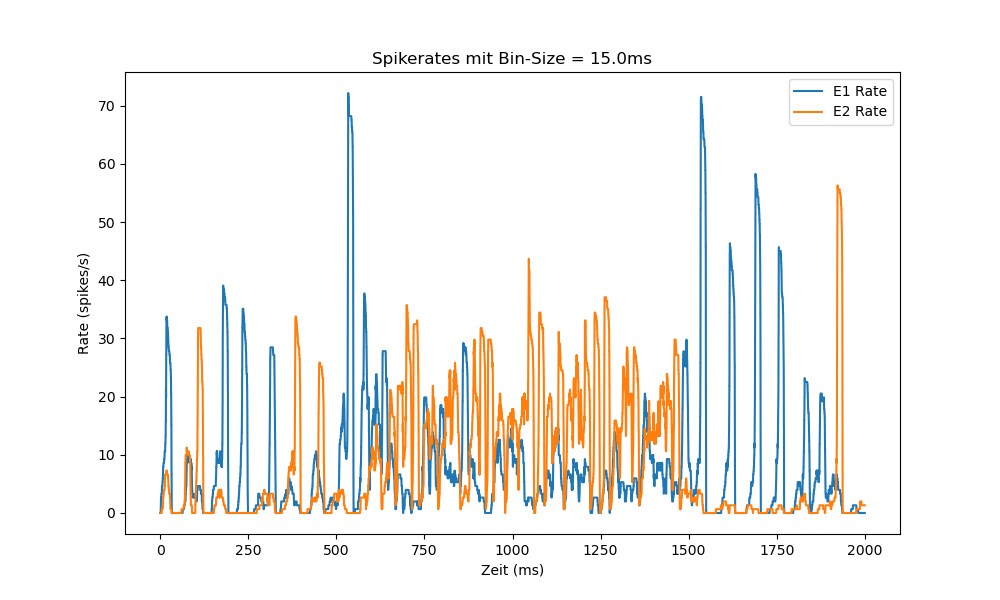 Spikerates mit Bin-Size = 15.0ms
E1 Rate
E2 Rate
70
60
50
40
30
20
10
0
Rate (spikes/s)
0 250 500 750 1000 1250 1500 1750 2000
Zeit (ms)